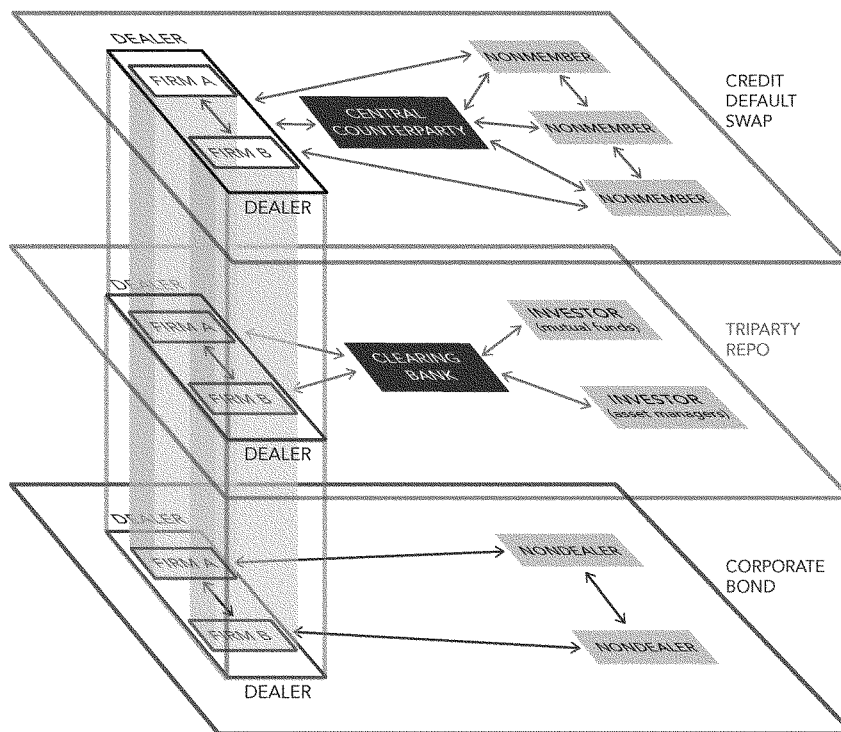 DEALER
FIRM A
NONMEMBER
CREDIT
DEFAULT
SWAP
CENTRAL
COUNTERPARTY
NONMEMBER
FIRM B
NONMEMBER
DEALER
DEALER
FIRM A
INVESTOR
(mutual funds)
TRIPARTY
REPO
CLEARING
BANK
FIRM B
INVESTOR
(asset managers)
DEALER
DEALER
FIRM A
NONDEALER
CORPORATE
BOND
FIRM B
NONDEALER
DEALER